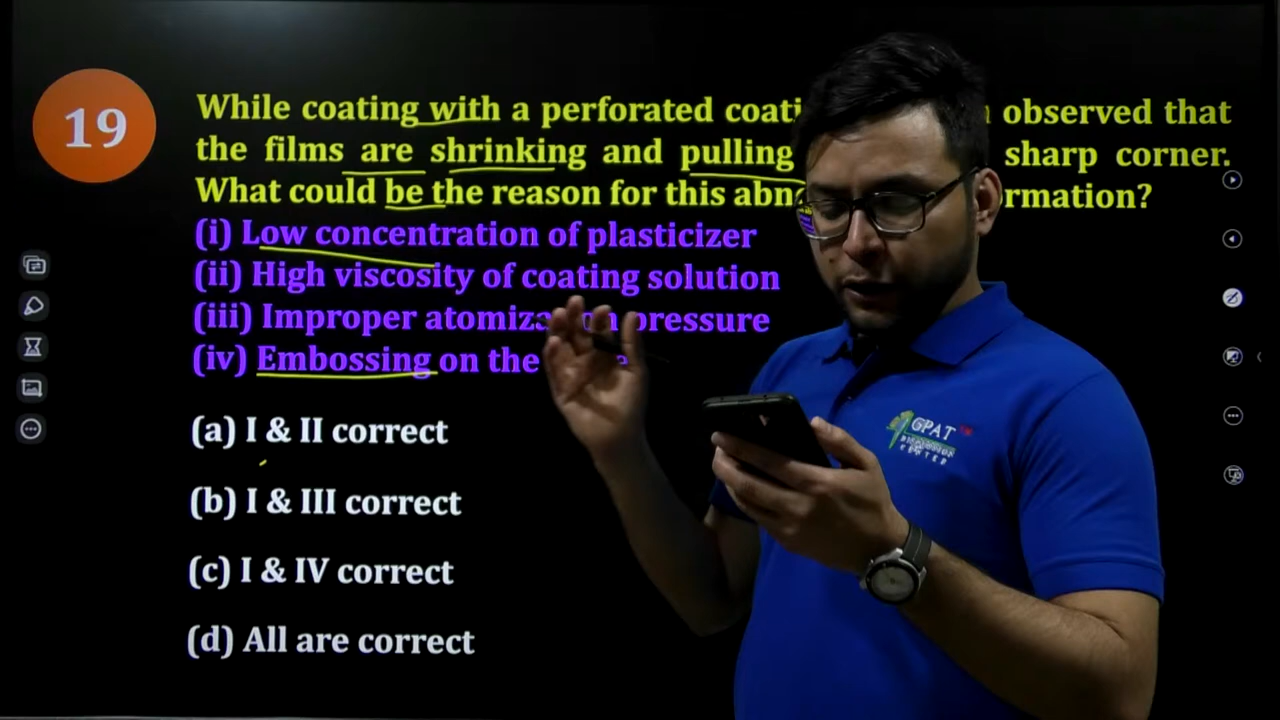 19
While coating with a perforated coati observed that
the films are shrinking and pulling sharp corner.
What could be the reason for this abn rmation?
(i) Low concentration of plasticizer
(ii) High viscosity of coating solution
(iii) Improper atomiza n pressure
(iv) Embossing on the
(a) I & II correct
(b) I & III correct
(c) I & IV correct
(d) All are correct
GPAT
DISCUSSION
CENTER